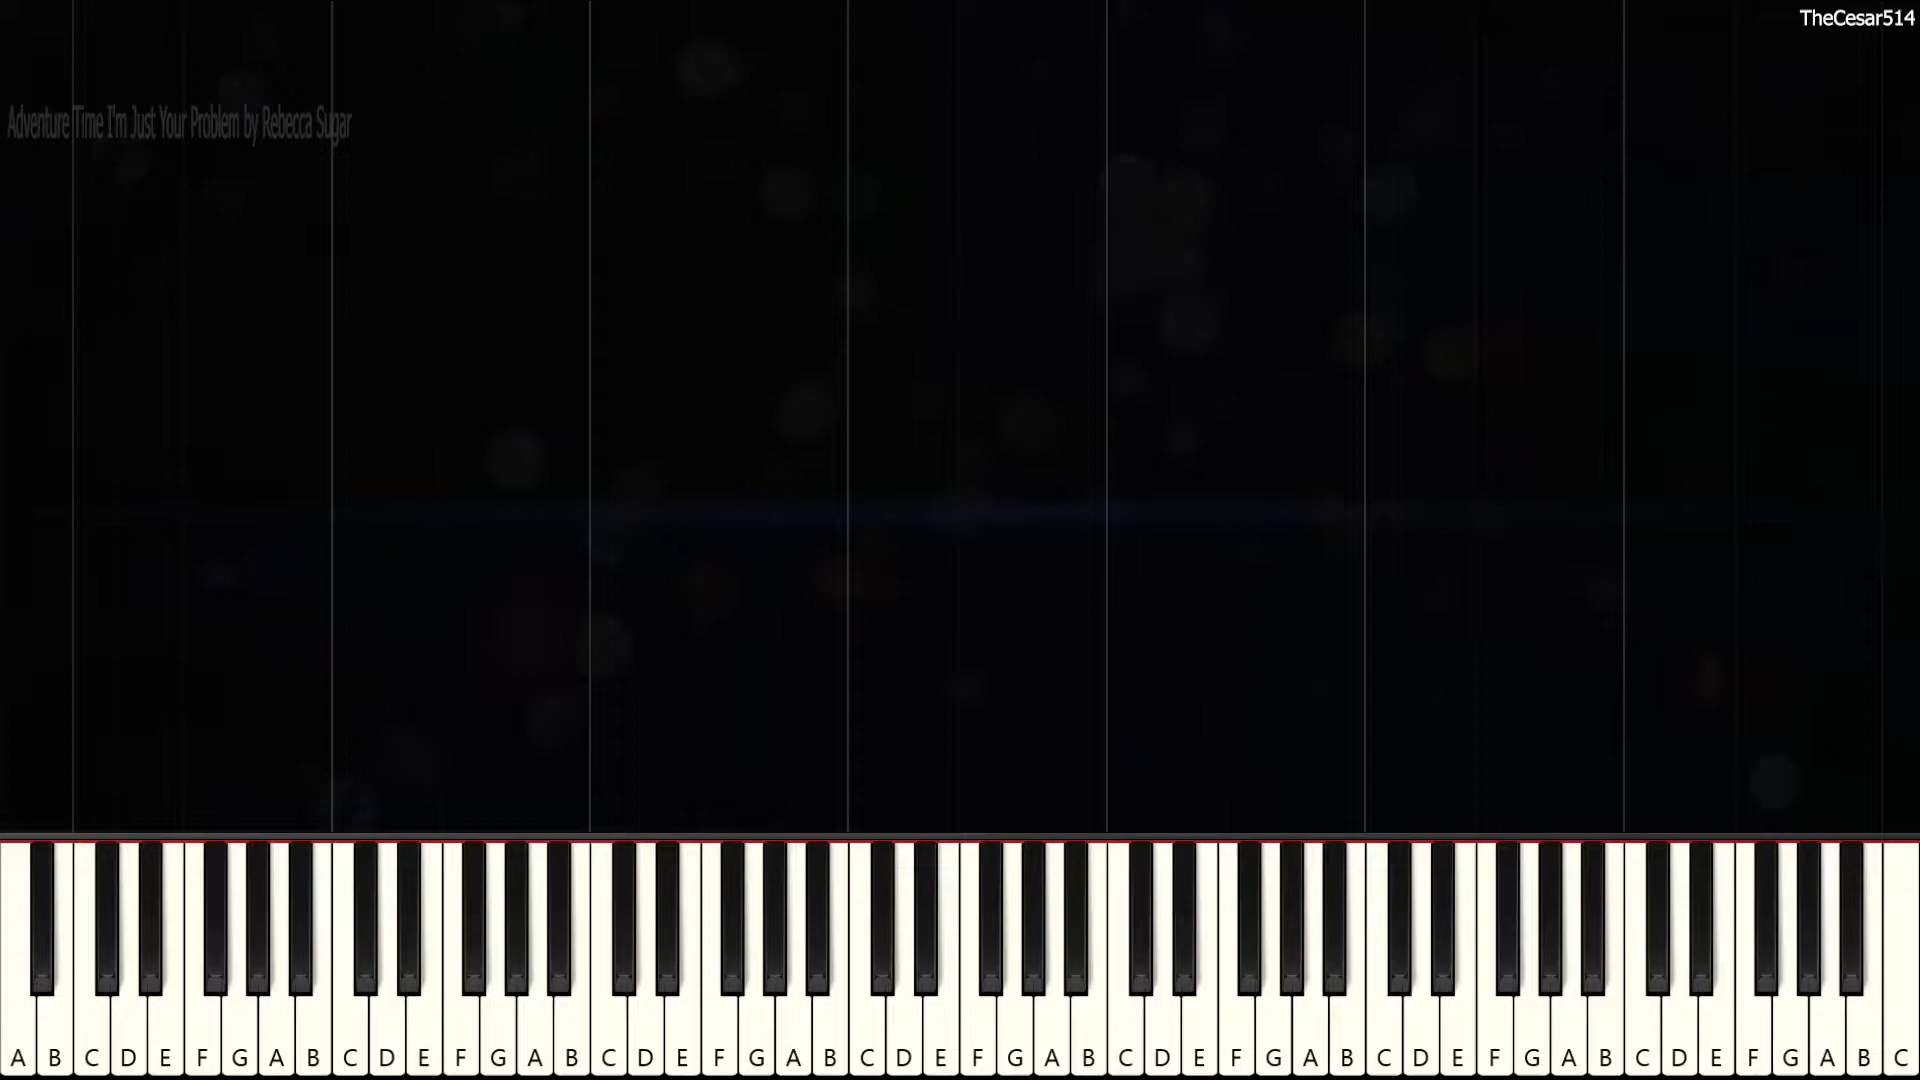 TheCesar514
Adventure Time I'm Just Your Problem by Rebecca Sugar
A B C D E F G A B C D E F G A B C D E F G A B C D E F G A B C D E F G A B C D E F G A B C D E F G A B C